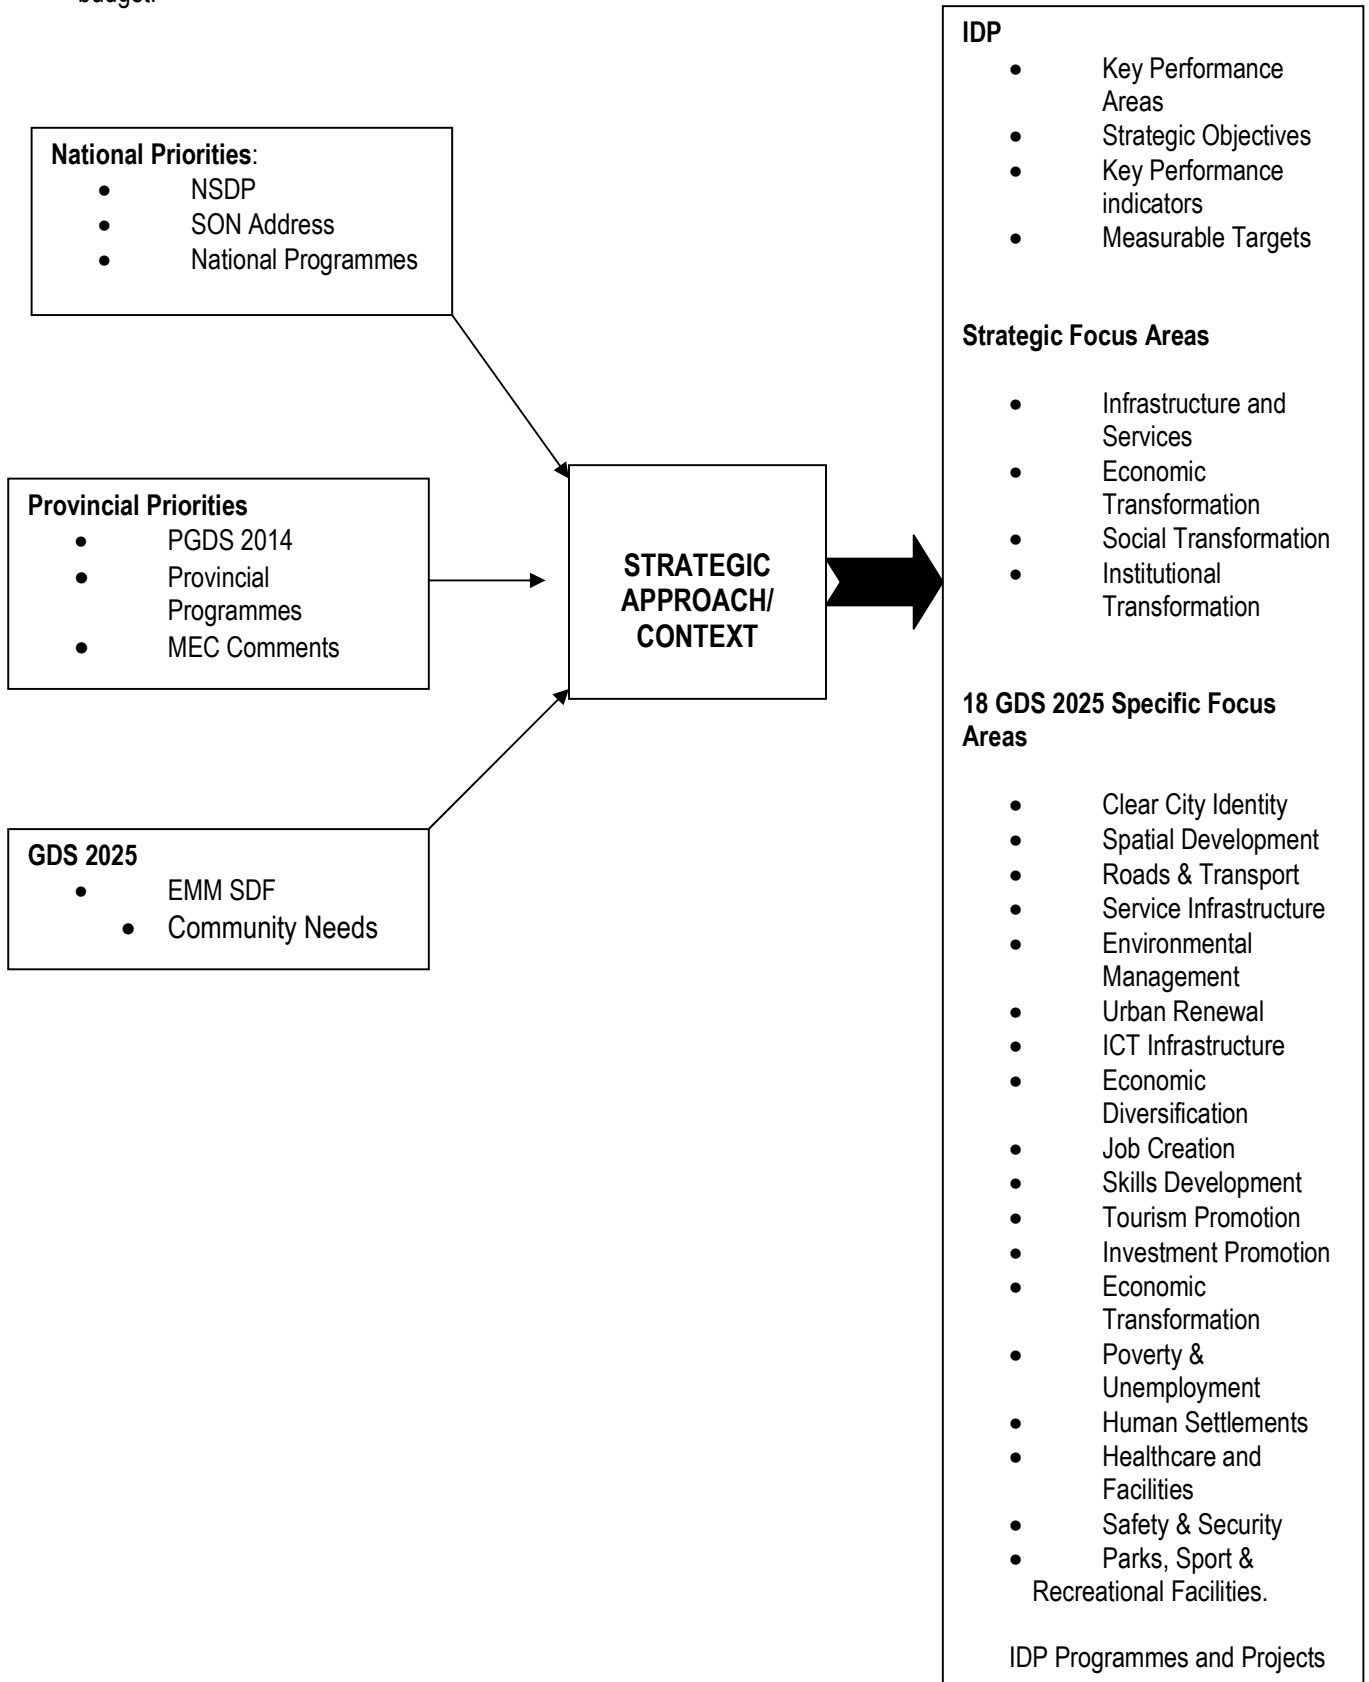 budget.
National Priorities:
● NSDP
● SON Address
● National Programmes
Provincial Priorities
● PGDS 2014
● Provincial
Programmes
● MEC Comments
GDS 2025
● EMM SDF
● Community Needs
STRATEGIC
APPROACH/
CONTEXT
IDP
● Key Performance
Areas
● Strategic Objectives
● Key Performance
indicators
● Measurable Targets
Strategic Focus Areas
● Infrastructure and
Services
● Economic
Transformation
● Social Transformation
● Institutional
Transformation
18 GDS 2025 Specific Focus
Areas
● Clear City Identity
● Spatial Development
● Roads & Transport
● Service Infrastructure
● Environmental
Management
● Urban Renewal
● ICT Infrastructure
● Economic
Diversification
● Job Creation
● Skills Development
● Tourism Promotion
● Investment Promotion
● Economic
Transformation
● Poverty &
Unemployment
● Human Settlements
● Healthcare and
Facilities
● Safety & Security
● Parks, Sport &
Recreational Facilities.
IDP Programmes and Projects